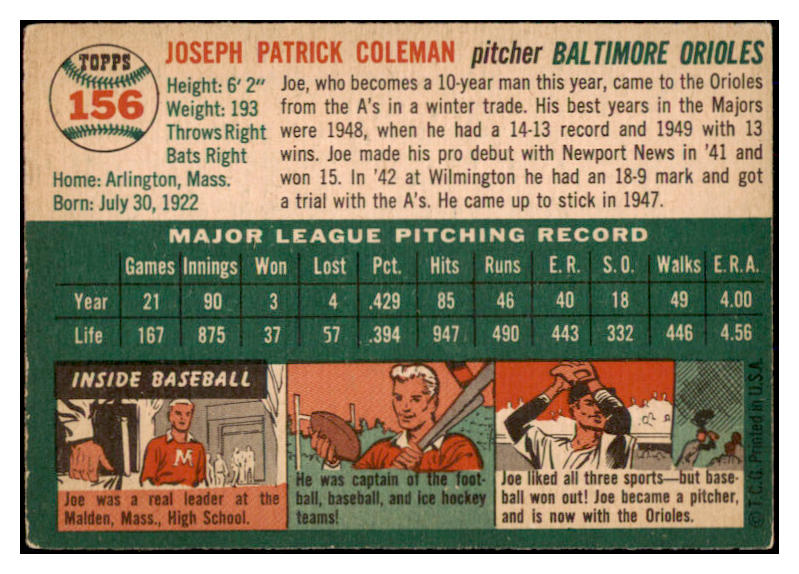 TOPPS
156
JOSEPH PATRICK COLEMAN pitcher BALTIMORE ORIOLES
Height: 6' 2"
Weight: 193
Throws Right
Bats Right
Home: Arlington, Mass.
Born: July 30, 1922
Joe, who becomes a 10-year man this year, came to the Orioles
from the A's in a winter trade. His best years in the Majors
were 1948, when he had a 14-13 record and 1949 with 13
wins. Joe made his pro debut with Newport News in '41 and
won 15. In '42 at Wilmington he had an 18-9 mark and got
a trial with the A's. He came up to stick in 1947.
MAJOR LEAGUE PITCHING RECORD
Games Innings Won Lost Pct. Hits Runs E.R. S.O. Walks E.R.A.
Year 21 90 3 4 .429 85 46 40 18 49 4.00
Life 167 875 37 57 .394 947 490 443 332 446 4.56
INSIDE BASEBALL
M
Joe was a real leader at the
Malden, Mass., High School.
He was captain of the foot-
ball, baseball, and ice hockey
teams!
Joe liked all three sports—but base-
ball won out! Joe became a pitcher,
and is now with the Orioles.
© T.C.G. Printed in U.S.A.